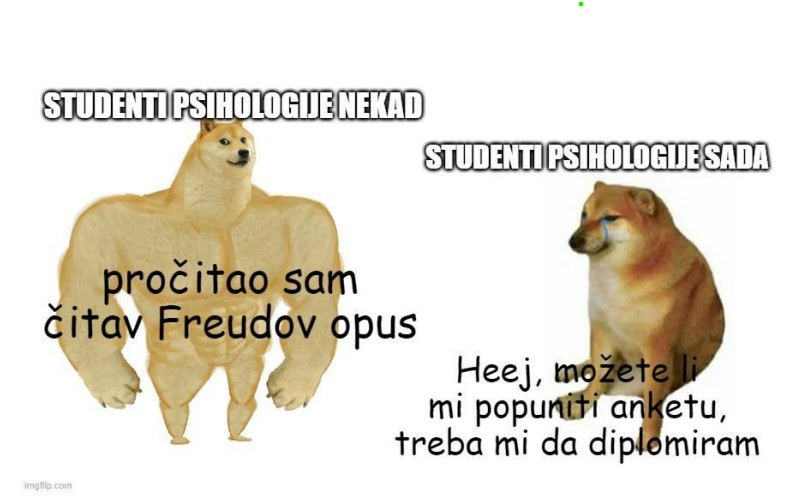 STUDENTI PSIHOLOGIJE NEKAD
STUDENTI PSIHOLOGIJE SADA
pročitao sam
čitav Freudov opus
Heej, možete li
mi popuniti anketu,
treba mi da diplomiram
imgflip.com